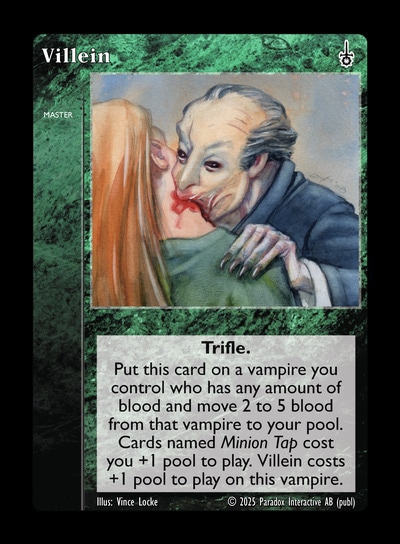 Villein
MASTER
Trifle.
Put this card on a vampire you
control who has any amount of
blood and move 2 to 5 blood
from that vampire to your pool.
Cards named Minion Tap cost
you +1 pool to play. Villein costs
+1 pool to play on this vampire.
Illus: Vince Locke © 2025 Paradox Interactive AB (publ)